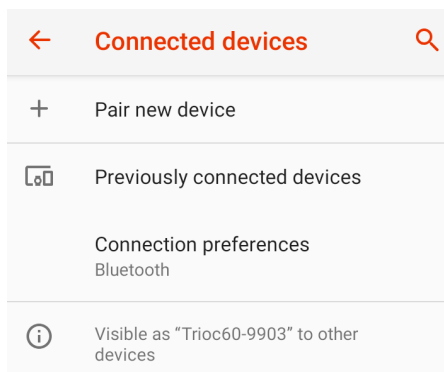 Connected devices
Pair new device
Previously connected devices
Connection preferences
Bluetooth
Visible as “Trioc60-9903” to other
devices